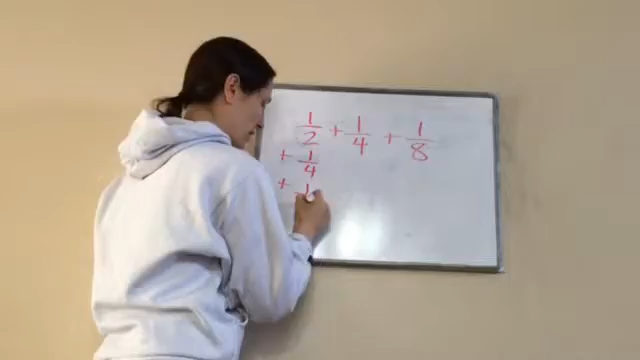 1/2 + 1/4 + 1/8
+ 1/4
+ 1